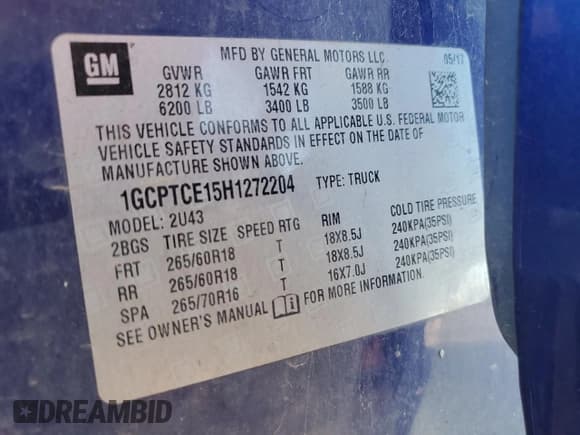 GM
MFD BY GENERAL MOTORS LLC
05/17
GVWR GAWR FRT GAWR RR
2812 KG 1542 KG 1588 KG
6200 LB 3400 LB 3500 LB
THIS VEHICLE CONFORMS TO ALL APPLICABLE U.S. FEDERAL MOTOR
VEHICLE SAFETY STANDARDS IN EFFECT ON THE DATE OF
MANUFACTURE SHOWN ABOVE.
1GCPTCE15H1272204 TYPE: TRUCK
MODEL: 2U43
2BGS TIRE SIZE SPEED RTG RIM COLD TIRE PRESSURE
FRT 265/60R18 T 18X8.5J 240KPA(35PSI)
RR 265/60R18 T 18X8.5J 240KPA(35PSI)
SPA 265/70R16 T 16X7.0J 240KPA(35PSI)
SEE OWNER'S MANUAL FOR MORE INFORMATION.
DREAMBID